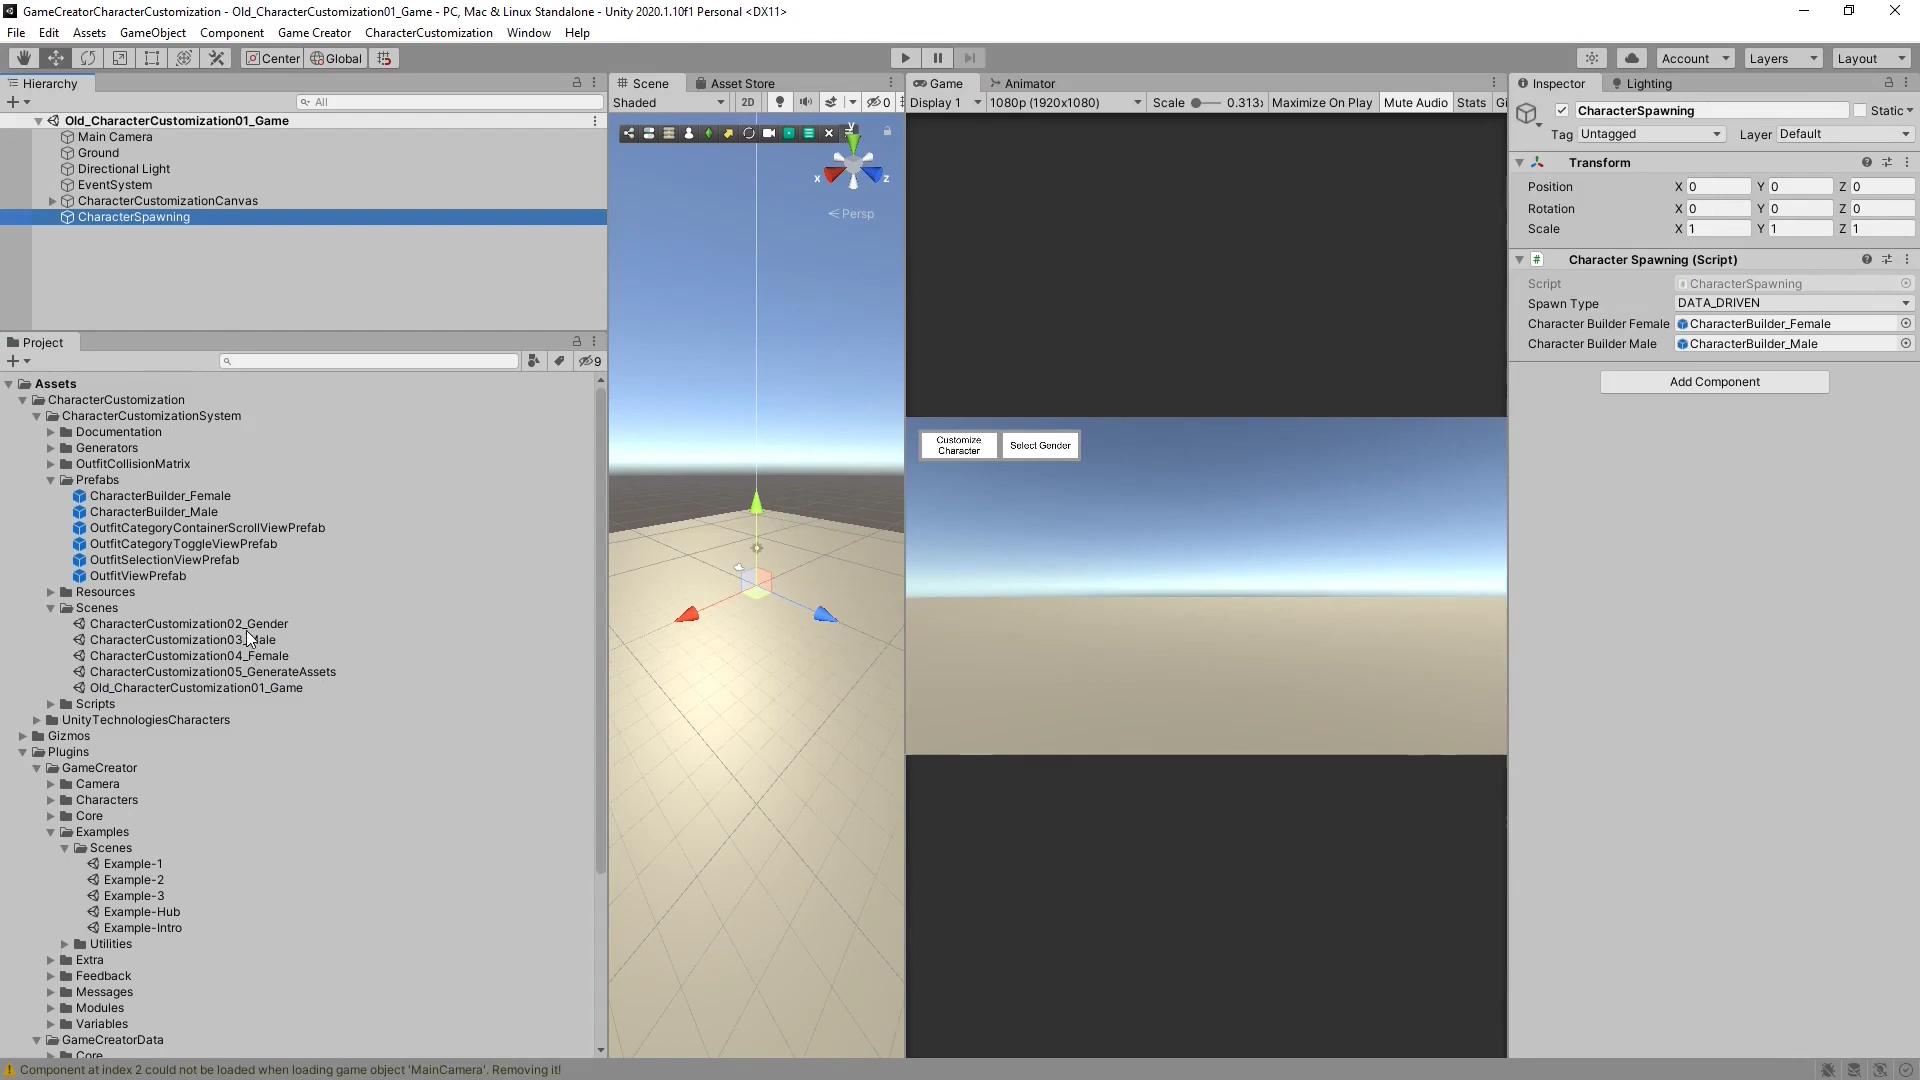 GameCreatorCharacterCustomization - Old_CharacterCustomization01_Game - PC, Mac & Linux Standalone - Unity 2020.1.10f1 Personal <DX11>
File Edit Assets GameObject Component Game Creator CharacterCustomization Window Help
Center Global Account Layers Layout
Hierarchy
All
Old_CharacterCustomization01_Game
Main Camera
Ground
Directional Light
EventSystem
CharacterCustomizationCanvas
CharacterSpawning
Project
9
Assets
CharacterCustomization
CharacterCustomizationSystem
Documentation
Generators
OutfitCollisionMatrix
Prefabs
CharacterBuilder_Female
CharacterBuilder_Male
OutfitCategoryContainerScrollViewPrefab
OutfitCategoryToggleViewPrefab
OutfitSelectionViewPrefab
OutfitViewPrefab
Resources
Scenes
CharacterCustomization02_Gender
CharacterCustomization03_Male
CharacterCustomization04_Female
CharacterCustomization05_GenerateAssets
Old_CharacterCustomization01_Game
Scripts
UnityTechnologiesCharacters
Gizmos
Plugins
GameCreator
Camera
Characters
Core
Examples
Scenes
Example-1
Example-2
Example-3
Example-Hub
Example-Intro
Utilities
Extra
Feedback
Messages
Modules
Variables
GameCreatorData
Core
Scene Asset Store
Shaded 2D 0
y
x z
Persp
Game Animator
Display 1 1080p (1920x1080) Scale 0.313 Maximize On Play Mute Audio Stats Gi
Customize
Character
Select Gender
Inspector Lighting
CharacterSpawning Static
Tag Untagged Layer Default
Transform
Position X 0 Y 0 Z 0
Rotation X 0 Y 0 Z 0
Scale X 1 Y 1 Z 1
Character Spawning (Script)
Script CharacterSpawning
Spawn Type DATA_DRIVEN
Character Builder Female CharacterBuilder_Female
Character Builder Male CharacterBuilder_Male
Add Component
Component at index 2 could not be loaded when loading game object 'MainCamera'. Removing it!